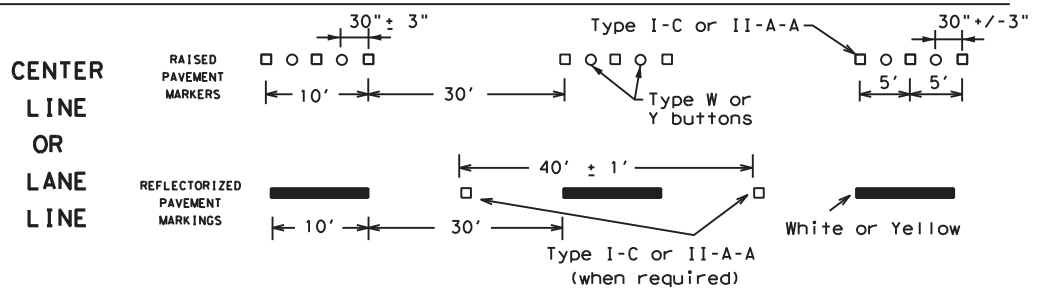 CENTER
LINE
OR
LANE
LINE
RAISED
PAVEMENT
MARKERS
30"± 3"
Type I-C or II-A-A
30"+/-3"
10'
30'
5'
5'
Type W or
Y buttons
REFLECTORIZED
PAVEMENT
MARKINGS
40' ± 1'
10'
30'
White or Yellow
Type I-C or II-A-A
(when required)